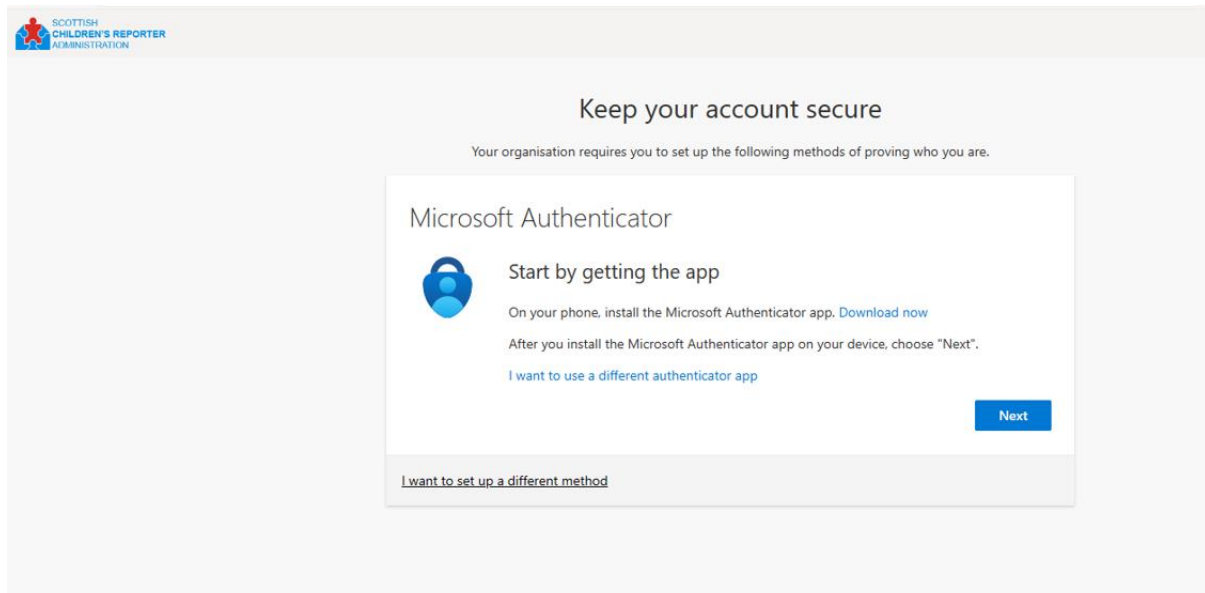 SCOTTISH
CHILDREN'S REPORTER
ADMINISTRATION
Keep your account secure
Your organisation requires you to set up the following methods of proving who you are.
Microsoft Authenticator
Start by getting the app
On your phone, install the Microsoft Authenticator app. Download now
After you install the Microsoft Authenticator app on your device, choose "Next".
I want to use a different authenticator app
Next
I want to set up a different method